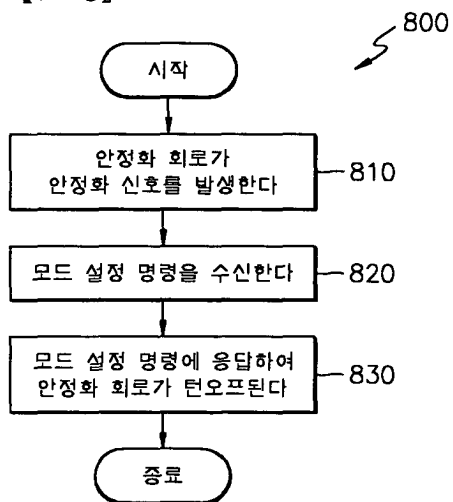 800
시작
안정화 회로가
안정화 신호를 발생한다
810
모드 설정 명령을 수신한다
820
모드 설정 명령에 응답하여
안정화 회로가 턴오프된다
830
종료